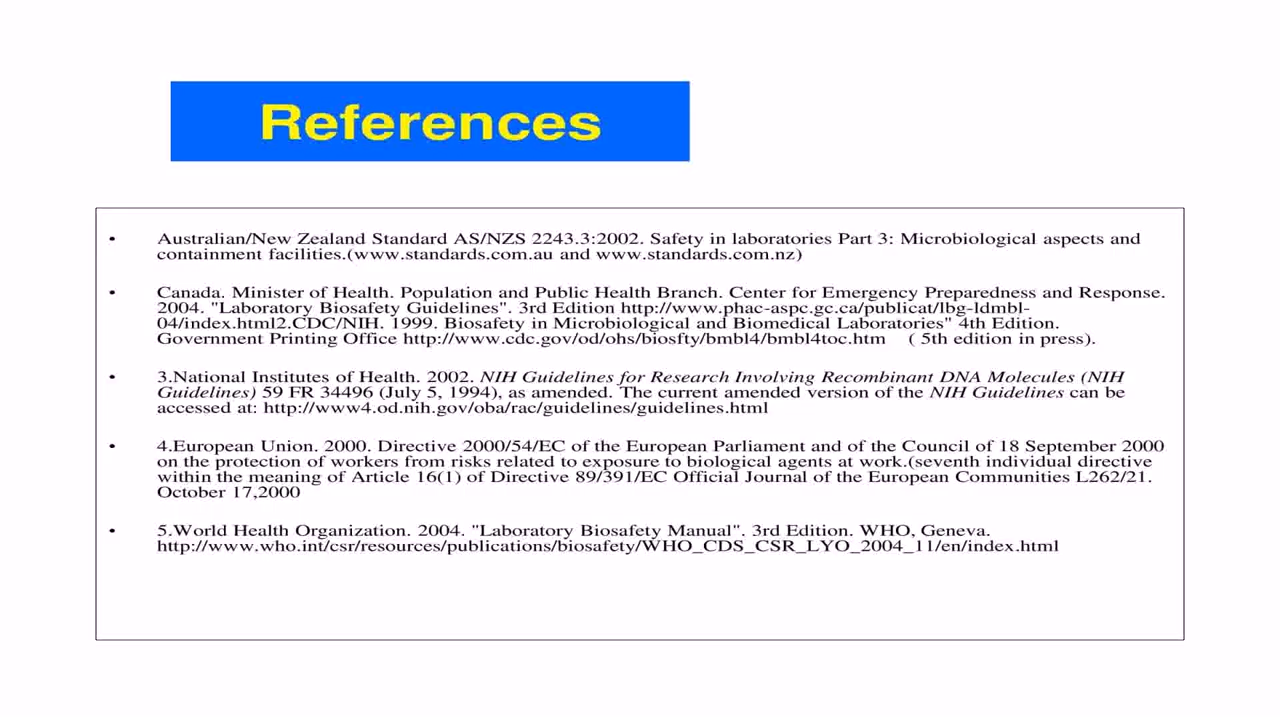 References
• Australian/New Zealand Standard AS/NZS 2243.3:2002. Safety in laboratories Part 3: Microbiological aspects and
containment facilities.(www.standards.com.au and www.standards.com.nz)
• Canada. Minister of Health. Population and Public Health Branch. Center for Emergency Preparedness and Response.
2004. "Laboratory Biosafety Guidelines". 3rd Edition http://www.phac-aspc.gc.ca/publicat/lbg-ldmbl-
04/index.html2.CDC/NIH. 1999. Biosafety in Microbiological and Biomedical Laboratories" 4th Edition.
Government Printing Office http://www.cdc.gov/od/ohs/biosfty/bmbl4/bmbl4toc.htm ( 5th edition in press).
• 3.National Institutes of Health. 2002. NIH Guidelines for Research Involving Recombinant DNA Molecules (NIH
Guidelines) 59 FR 34496 (July 5, 1994), as amended. The current amended version of the NIH Guidelines can be
accessed at: http://www4.od.nih.gov/oba/rac/guidelines/guidelines.html
• 4.European Union. 2000. Directive 2000/54/EC of the European Parliament and of the Council of 18 September 2000
on the protection of workers from risks related to exposure to biological agents at work.(seventh individual directive
within the meaning of Article 16(1) of Directive 89/391/EC Official Journal of the European Communities L262/21.
October 17,2000
• 5.World Health Organization. 2004. "Laboratory Biosafety Manual". 3rd Edition. WHO, Geneva.
http://www.who.int/csr/resources/publications/biosafety/WHO_CDS_CSR_LYO_2004_11/en/index.html